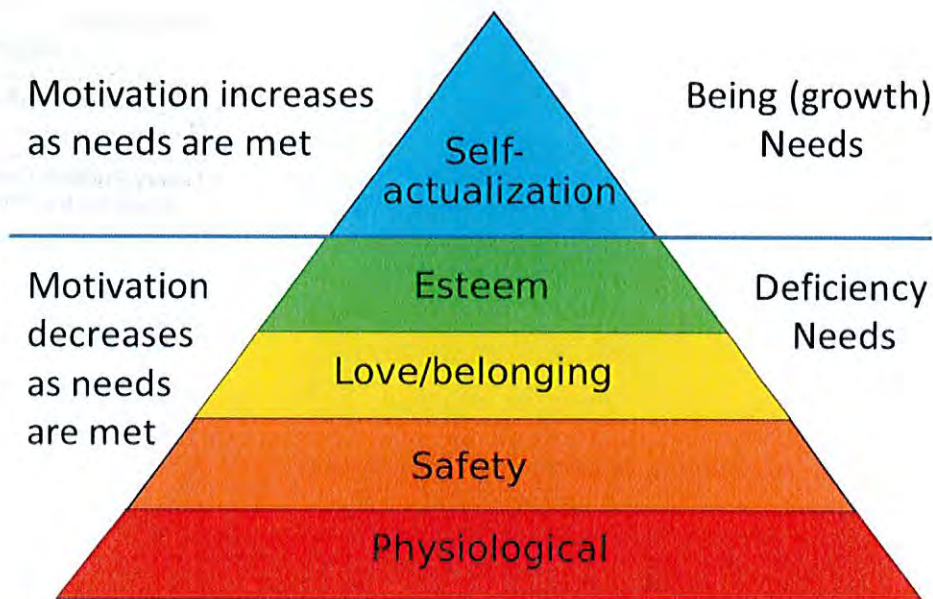 Motivation increases
as needs are met
Being (growth)
Needs
Self-
actualization
Motivation
decreases
as needs
are met
Deficiency
Needs
Esteem
Love/belonging
Safety
Physiological